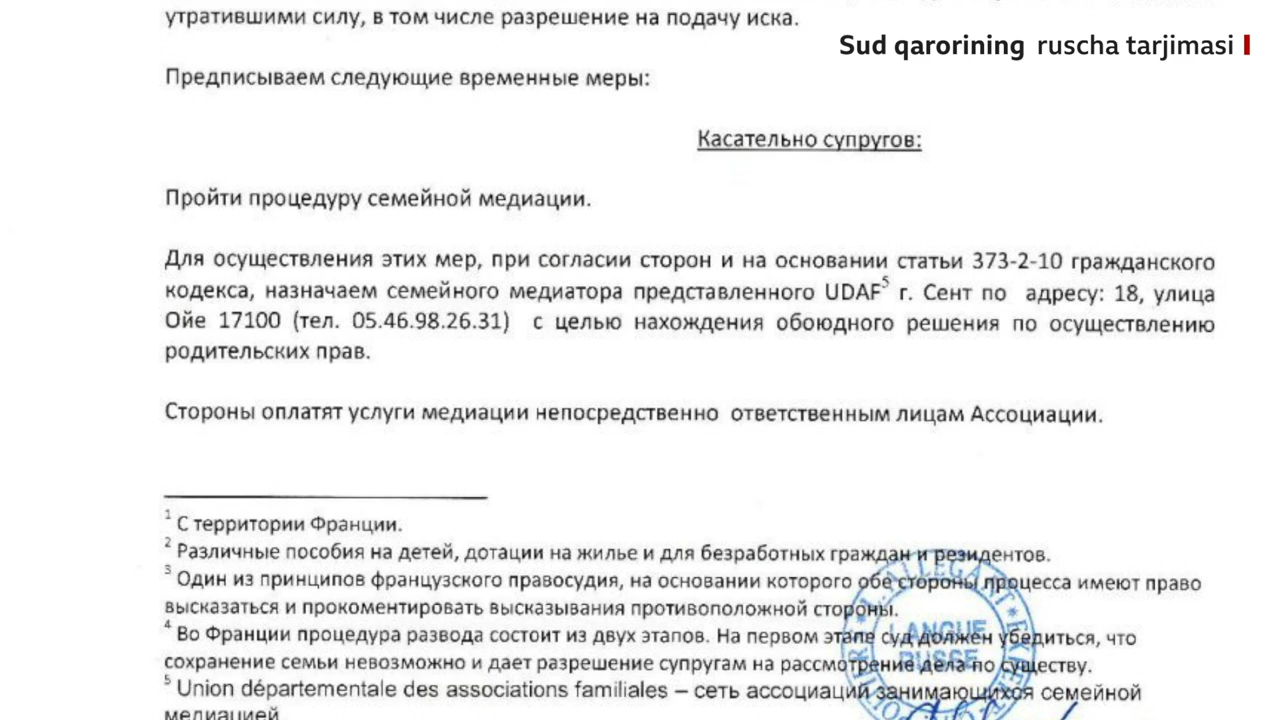 утратившими силу, в том числе разрешение на подачу иска.
Sud qarorining ruscha tarjimasi
Предписываем следующие временные меры:
Касательно супругов:
Пройти процедуру семейной медиации.
Для осуществления этих мер, при согласии сторон и на основании статьи 373-2-10 гражданского
кодекса, назначаем семейного медиатора представленного UDAF5 г. Сент по адресу: 18, улица
Ойе 17100 (тел. 05.46.98.26.31) с целью нахождения обоюдного решения по осуществлению
родительских прав.
Стороны оплатят услуги медиации непосредственно ответственным лицам Ассоциации.
1 С территории Франции.
2 Различные пособия на детей, дотации на жилье и для безработных граждан и резидентов.
3 Один из принципов французского правосудия, на основании которого обе стороны процесса имеют право
высказаться и прокоментировать высказывания противоположной стороны.
4 Во Франции процедура развода состоит из двух этапов. На первом этапе суд должен убедиться, что
сохранение семьи невозможно и дает разрешение супругам на рассмотрение дела по существу.
5 Union départementale des associations familiales – сеть ассоциаций занимающихся семейной
медиацией
LANGUE
RUSSE